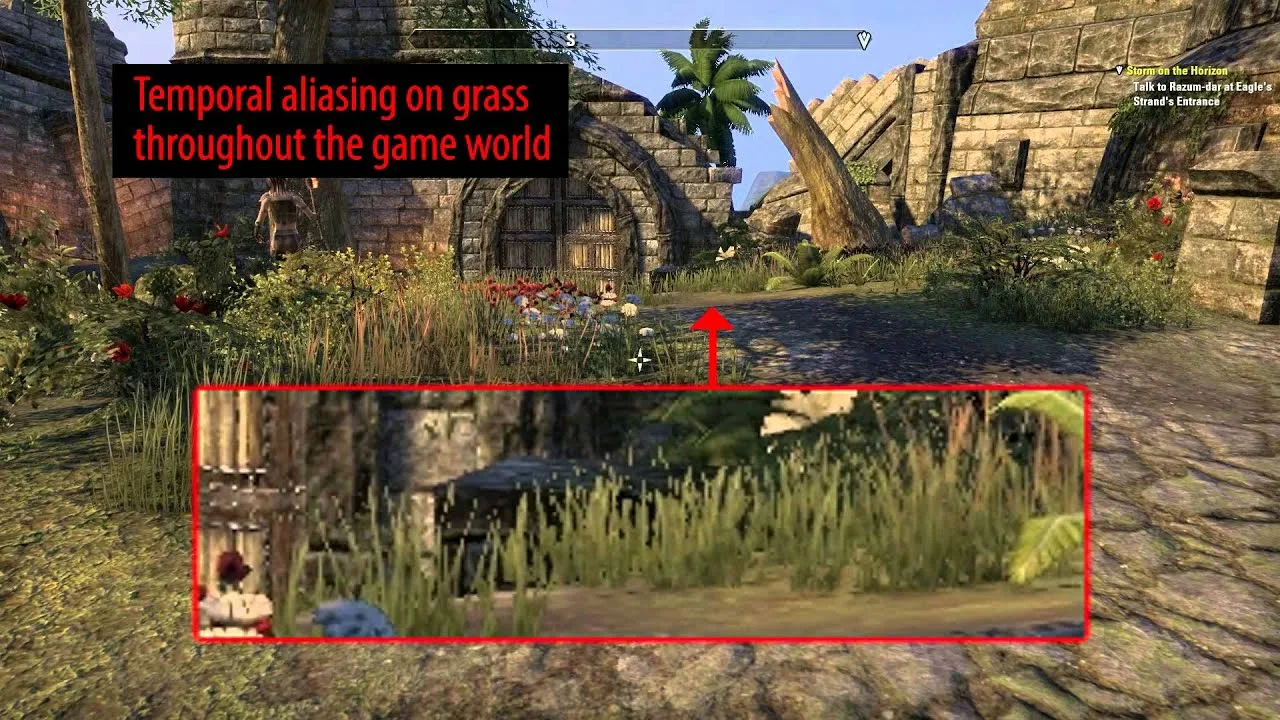 S
Temporal aliasing on grass
throughout the game world
Storm on the Horizon
Talk to Razum-dar at Eagle's
Strand's Entrance